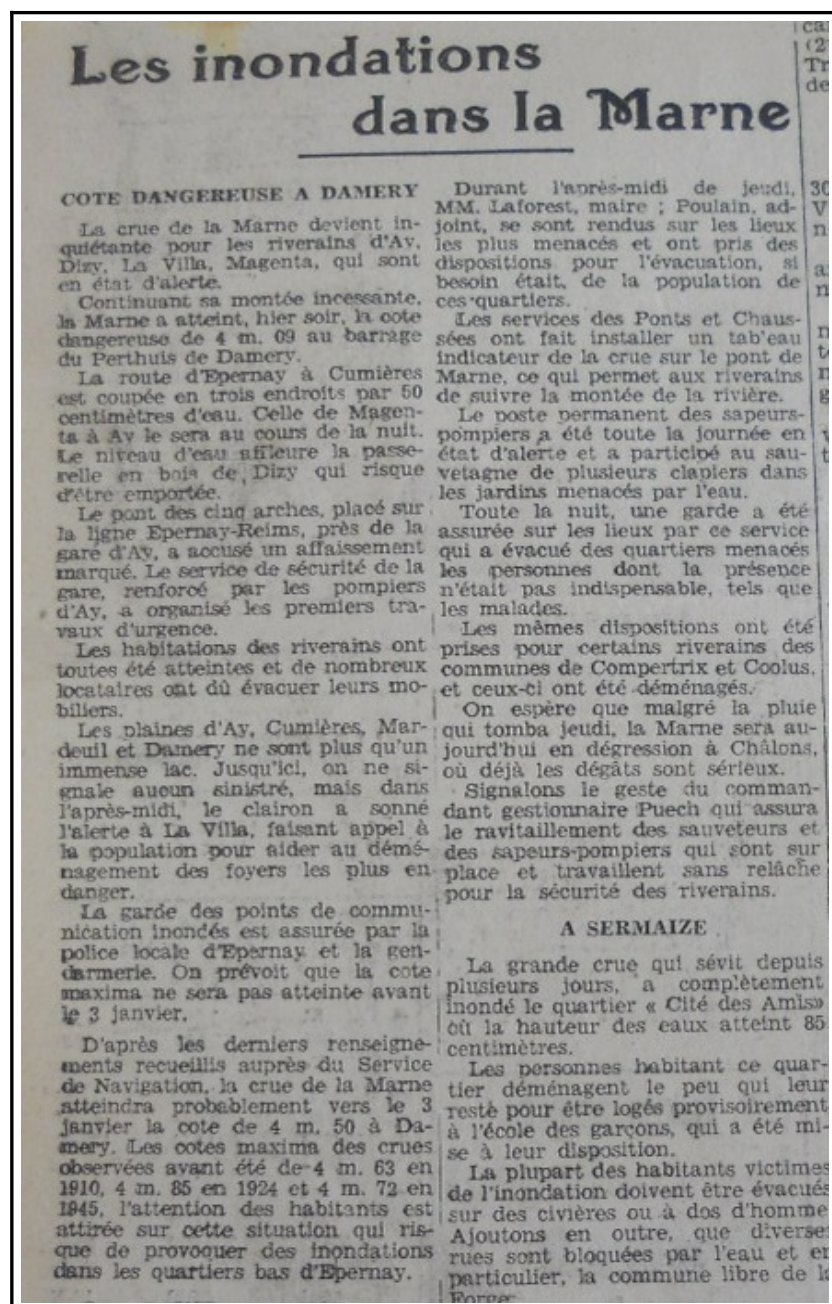 Les inondations
dans la Marne
COTE DANGEREUSE A DAMERY
La crue de la Marne devient in-
quiétante pour les riverains d'Ay,
Dizy, La Villa, Magenta, qui sont
en état d'alerte.
Continuant sa montée incessante,
la Marne a atteint, hier soir, la cote
dangereuse de 4 m. 09 au barrage
du Perthuis de Damery.
La route d'Epernay à Cumières
est coupée en trois endroits par 50
centimètres d'eau. Celle de Magen-
ta à Ay le sera au cours de la nuit.
Le niveau d'eau affleure la passe-
relle en bois de Dizy qui risque
d'être emportée.
Le pont des cinq arches, placé sur
la ligne Epernay-Reims, près de la
gare d'Ay, a accusé un affaissement
marqué. Le service de sécurité de la
gare, renforcé par les pompiers
d'Ay, a organisé les premiers tra-
vaux d'urgence.
Les habitations des riverains ont
toutes été atteintes et de nombreux
locataires ont dû évacuer leurs mo-
biliers.
Les plaines d'Ay, Cumières, Mar-
deuil et Damery ne sont plus qu'un
immense lac. Jusqu'ici, on ne si-
gnale aucun sinistré, mais dans
l'après-midi, le clairon a sonné
l'alerte à La Villa, faisant appel à
la population pour aider au démé-
nagement des foyers les plus en
danger.
La garde des points de commu-
nication inondés est assurée par la
police locale d'Epernay et la gen-
darmerie. On prévoit que la cote
maxima ne sera pas atteinte avant
le 3 janvier.
D'après les derniers renseigne-
ments recueillis auprès du Service
de Navigation, la crue de la Marne
atteindra probablement vers le 3
janvier la cote de 4 m. 50 à Da-
mery. Les cotes maxima des crues
observées avant été de 4 m. 63 en
1910, 4 m. 85 en 1924 et 4 m. 72 en
1945, l'attention des habitants est
attirée sur cette situation qui ris-
que de provoquer des inondations
dans les quartiers bas d'Epernay.
Durant l'après-midi de jeudi,
MM. Laforest, maire ; Poulain, ad-
joint, se sont rendus sur les lieux
les plus menacés et ont pris des
dispositions pour l'évacuation, si
besoin était, de la population de
ces quartiers.
Les services des Ponts et Chaus-
sées ont fait installer un tab'eau
indicateur de la crue sur le pont de
Marne, ce qui permet aux riverains
de suivre la montée de la rivière.
Le poste permanent des sapeurs-
pompiers a été toute la journée en
état d'alerte et a participé au sau-
vetagne de plusieurs clapiers dans
les jardins menacés par l'eau.
Toute la nuit, une garde a été
assurée sur les lieux par ce service
qui a évacué des quartiers menacés
les personnes dont la présence
n'était pas indispensable, tels que
les malades.
Les mêmes dispositions ont été
prises pour certains riverains des
communes de Compertrix et Coolus,
et ceux-ci ont été déménagés.
On espère que malgré la pluie
qui tomba jeudi, la Marne sera au-
jourd'hui en dégression à Châlons,
où déjà les dégâts sont sérieux.
Signalons le geste du comman-
dant gestionnaire Puech qui assura
le ravitaillement des sauveteurs et
des sapeurs-pompiers qui sont sur
place et travaillent sans relâche
pour la sécurité des riverains.
A SERMAIZE
La grande crue qui sévit depuis
plusieurs jours, a complètement
inondé le quartier « Cité des Amis»
où la hauteur des eaux atteint 85
centimètres.
Les personnes habitant ce quar-
tier déménagent le peu qui leur
reste pour être logés provisoirement
à l'école des garçons, qui a été mi-
se à leur disposition.
La plupart des habitants victimes
de l'inondation doivent être évacués
sur des civières ou à dos d'homme
Ajoutons en outre, que diverse
rues sont bloquées par l'eau et en
particulier, la commune libre de la
Forge